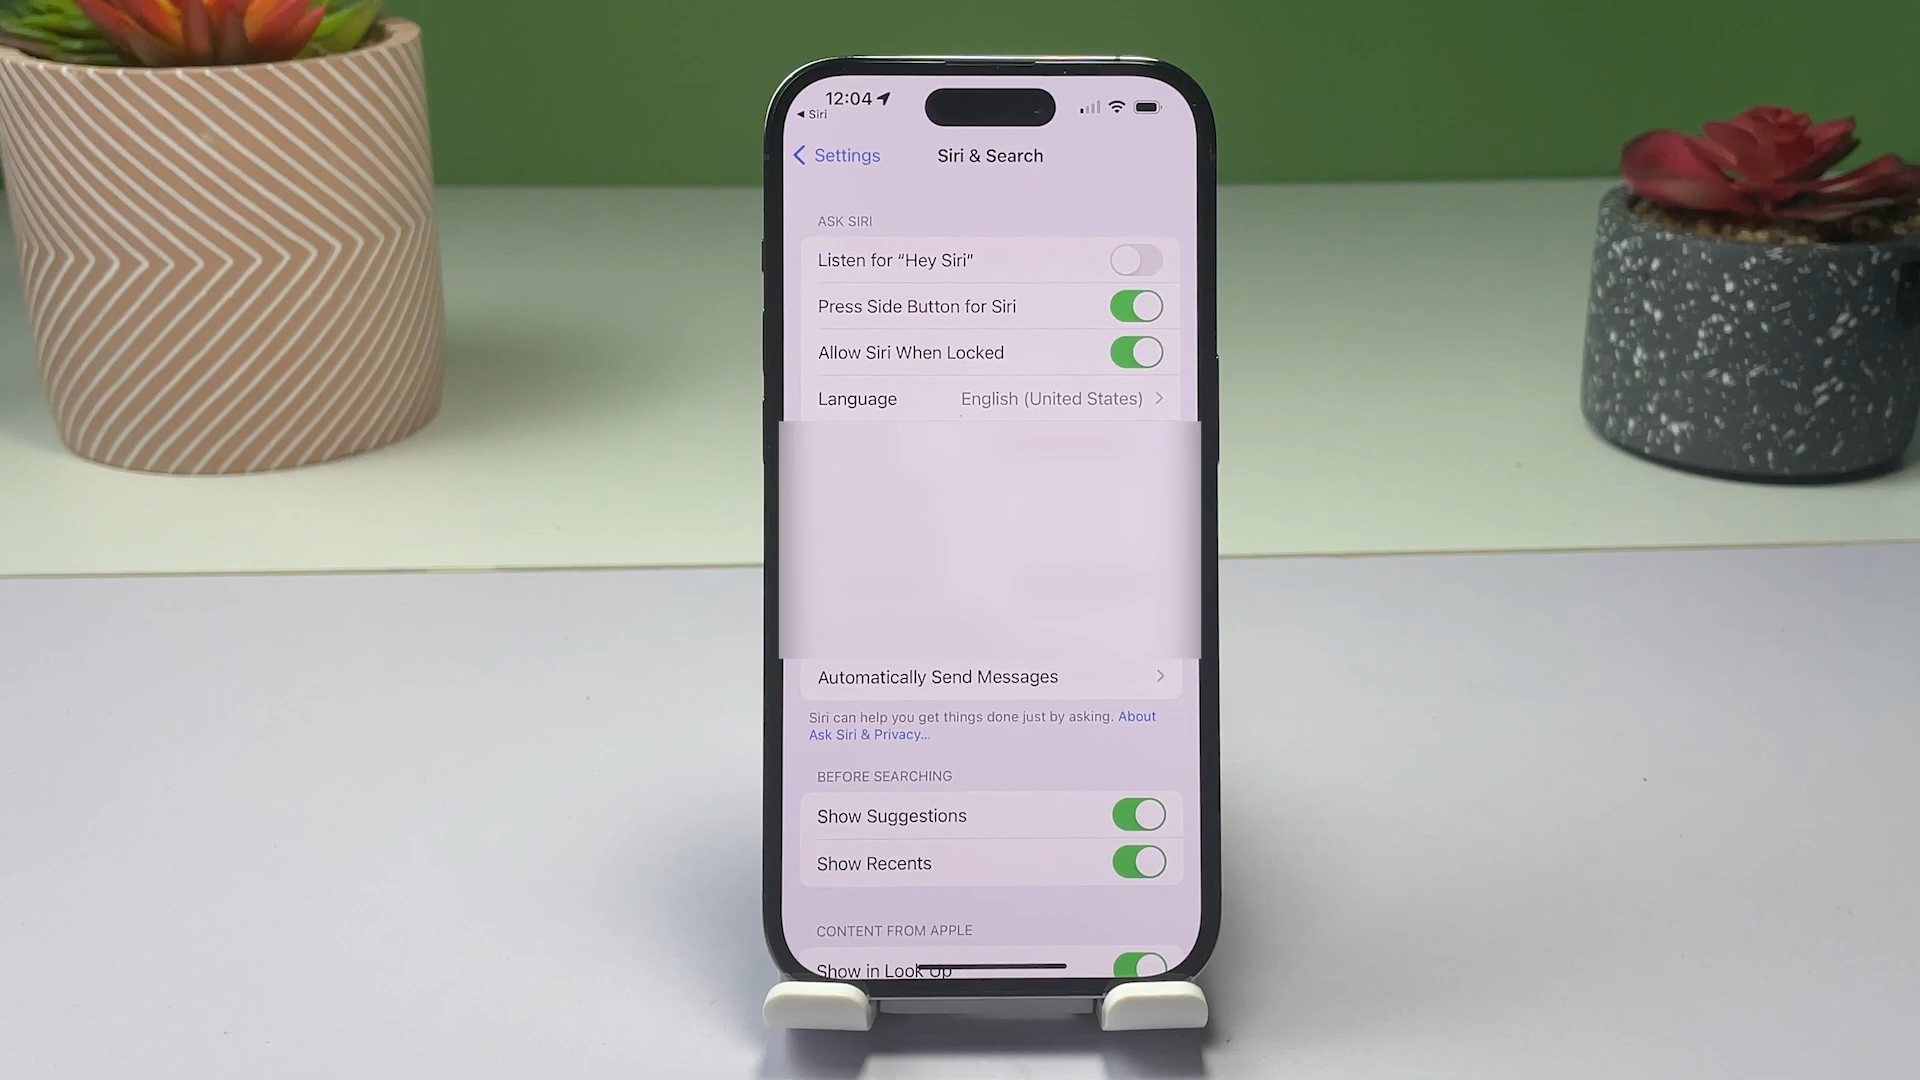 12:04
◄ Siri
Settings
Siri & Search
ASK SIRI
Listen for “Hey Siri”
Press Side Button for Siri
Allow Siri When Locked
Language English (United States)
Automatically Send Messages
Siri can help you get things done just by asking. About
Ask Siri & Privacy...
BEFORE SEARCHING
Show Suggestions
Show Recents
CONTENT FROM APPLE
Show in Look Up